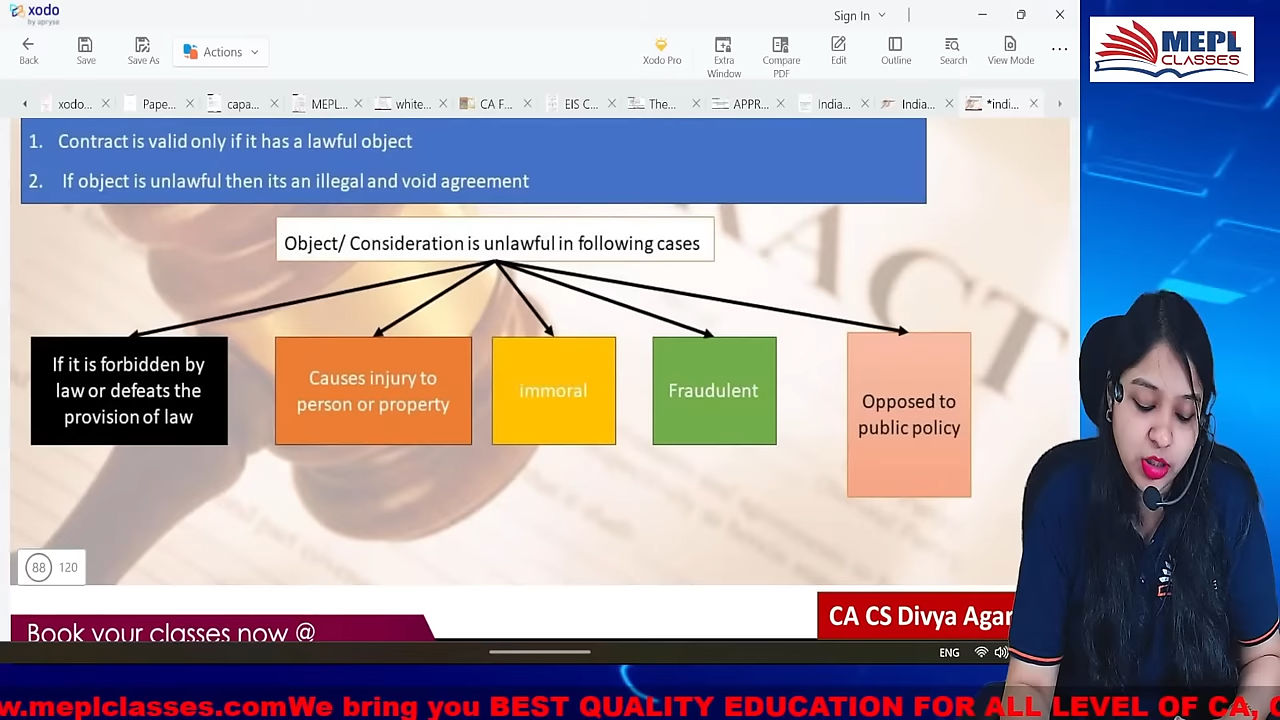 xodo
by apryse
Sign In
Back
Save
Save As
Actions
Xodo Pro
Extra Window
Compare PDF
Edit
Outline
Search
View Mode
MEPL
CLASSES
xodo...
Pape...
capa...
MEPL...
white...
CA F...
EIS C...
The...
APPR...
India...
India...
*indi...
1. Contract is valid only if it has a lawful object
2. If object is unlawful then its an illegal and void agreement
Object/ Consideration is unlawful in following cases
If it is forbidden by
law or defeats the
provision of law
Causes injury to
person or property
immoral
Fraudulent
Opposed to
public policy
88 120
Book your classes now @
CA CS Divya Agar
ENG
w.meplclasses.comWe bring you BEST QUALITY EDUCATION FOR ALL LEVEL OF CA,